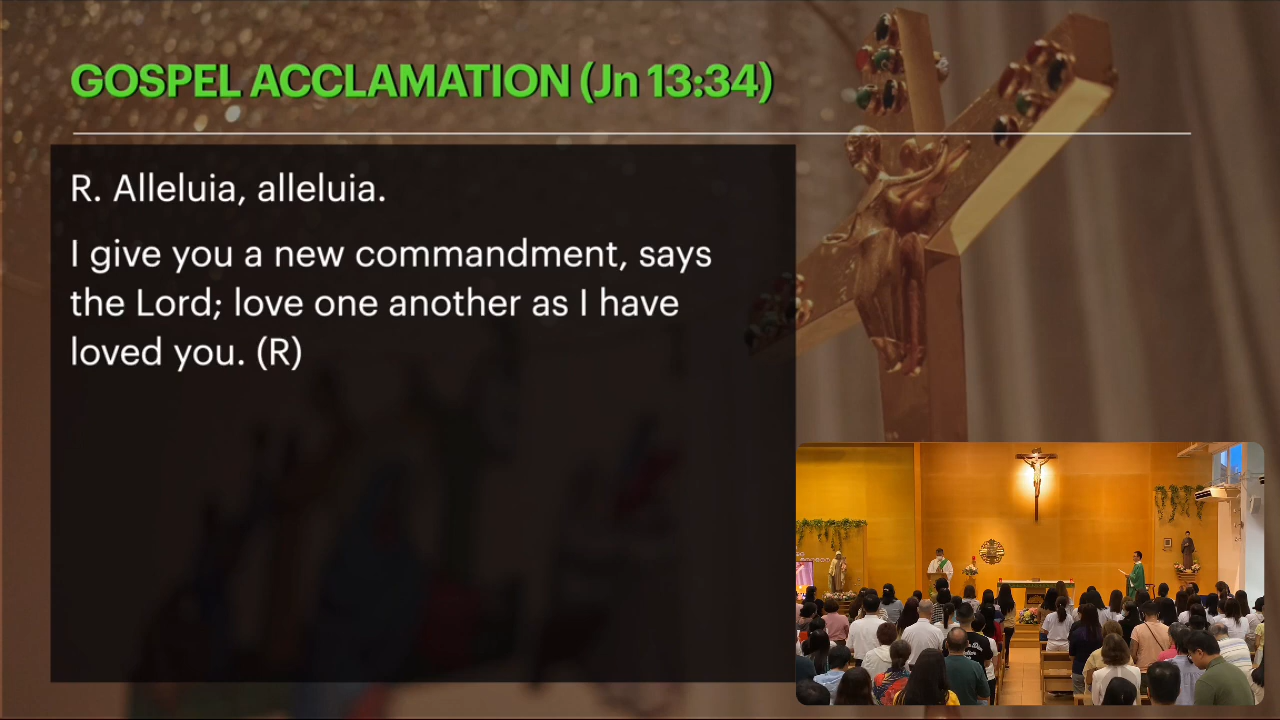 GOSPEL ACCLAMATION (Jn 13:34)
R. Alleluia, alleluia.
I give you a new commandment, says
the Lord; love one another as I have
loved you. (R)